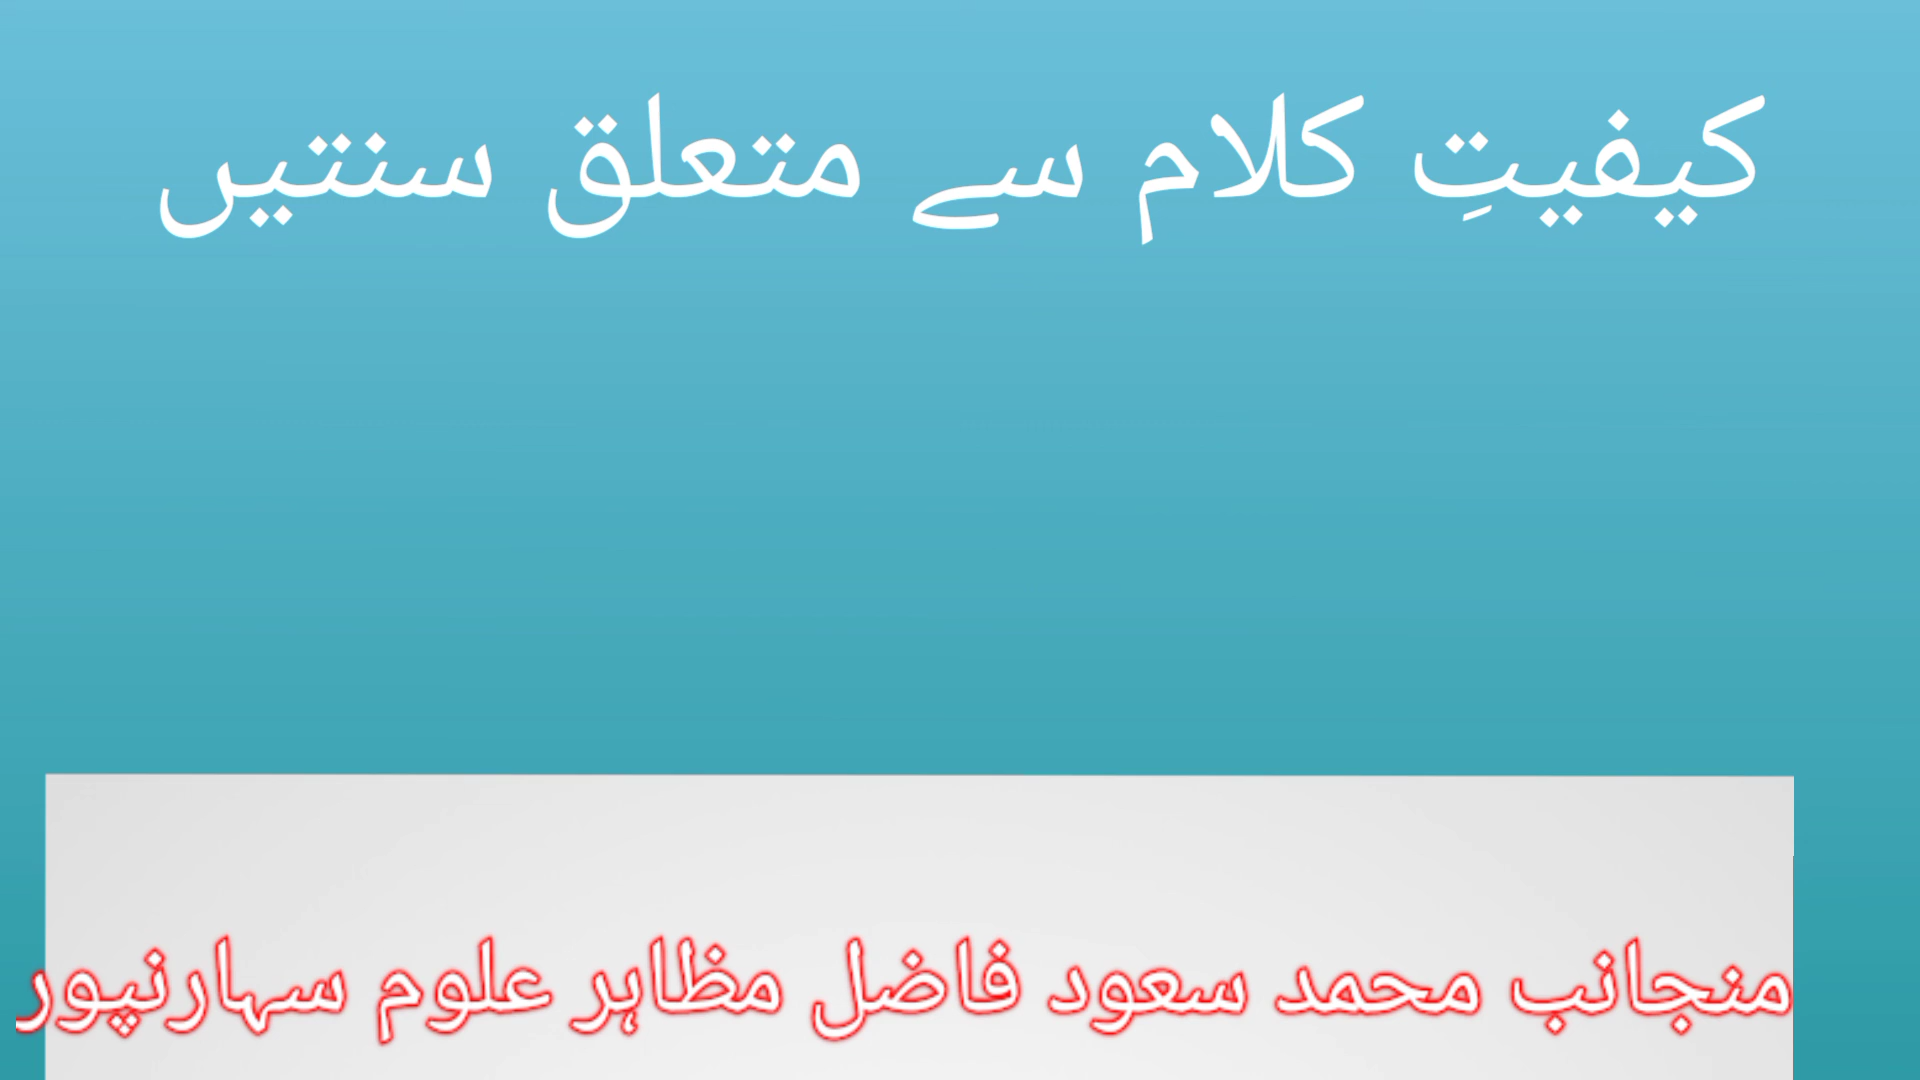 کیفیتِ کلام سے متعلق سنتیں
منجانب محمد سعود فاضل مظاہر علوم سہارنپور